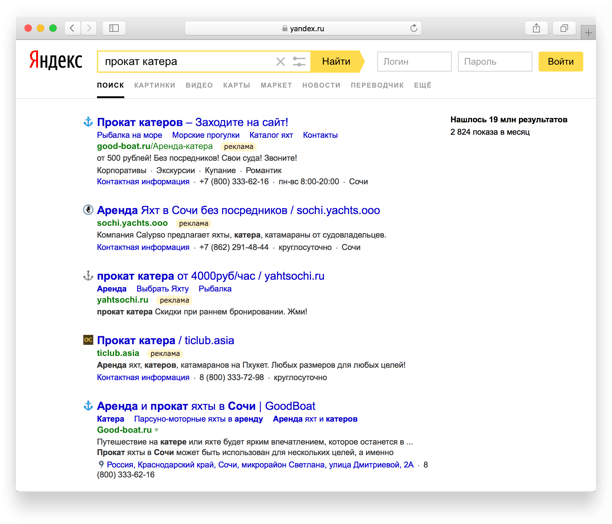 yandex.ru
Яндекс
прокат катера
Найти
Логин
Пароль
Войти
ПОИСК КАРТИНКИ ВИДЕО КАРТЫ МАРКЕТ НОВОСТИ ПЕРЕВОДЧИК ЕЩЁ
Прокат катеров – Заходите на сайт!
Рыбалка на море Морские прогулки Каталог яхт Контакты
good-boat.ru/Аренда-катера реклама
от 500 рублей! Без посредников! Свои суда! Звоните!
Корпоративы · Экскурсии · Купание · Романтик
Контактная информация · +7 (800) 333-62-16 · пн-вс 8:00-20:00 · Сочи
Нашлось 19 млн результатов
2 824 показа в месяц
Аренда Яхт в Сочи без посредников / sochi.yachts.ooo
sochi.yachts.ooo реклама
Компания Calypso предлагает яхты, катера, катамараны от судовладельцев.
Контактная информация · +7 (862) 291-48-44 · круглосуточно · Сочи
прокат катера от 4000руб/час / yahtsochi.ru
Аренда Выбрать Яхту Рыбалка
yahtsochi.ru реклама
прокат катера Скидки при раннем бронировании. Жми!
ОС
Прокат катера / ticlub.asia
ticlub.asia реклама
Аренда яхт, катеров, катамаранов на Пхукет. Любых размеров для любых целей!
Контактная информация · 8 (800) 333-72-98 · круглосуточно
Аренда и прокат яхты в Сочи | GoodBoat
Катера Парусно-моторные яхты в аренду Аренда яхт и катеров
Good-boat.ru
Путешествие на катере или яхте будет ярким впечатлением, которое останется в ...
Прокат яхты в Сочи может быть использован для нескольких целей, а именно
Россия, Краснодарский край, Сочи, микрорайон Светлана, улица Дмитриевой, 2А · 8
(800) 333-62-16